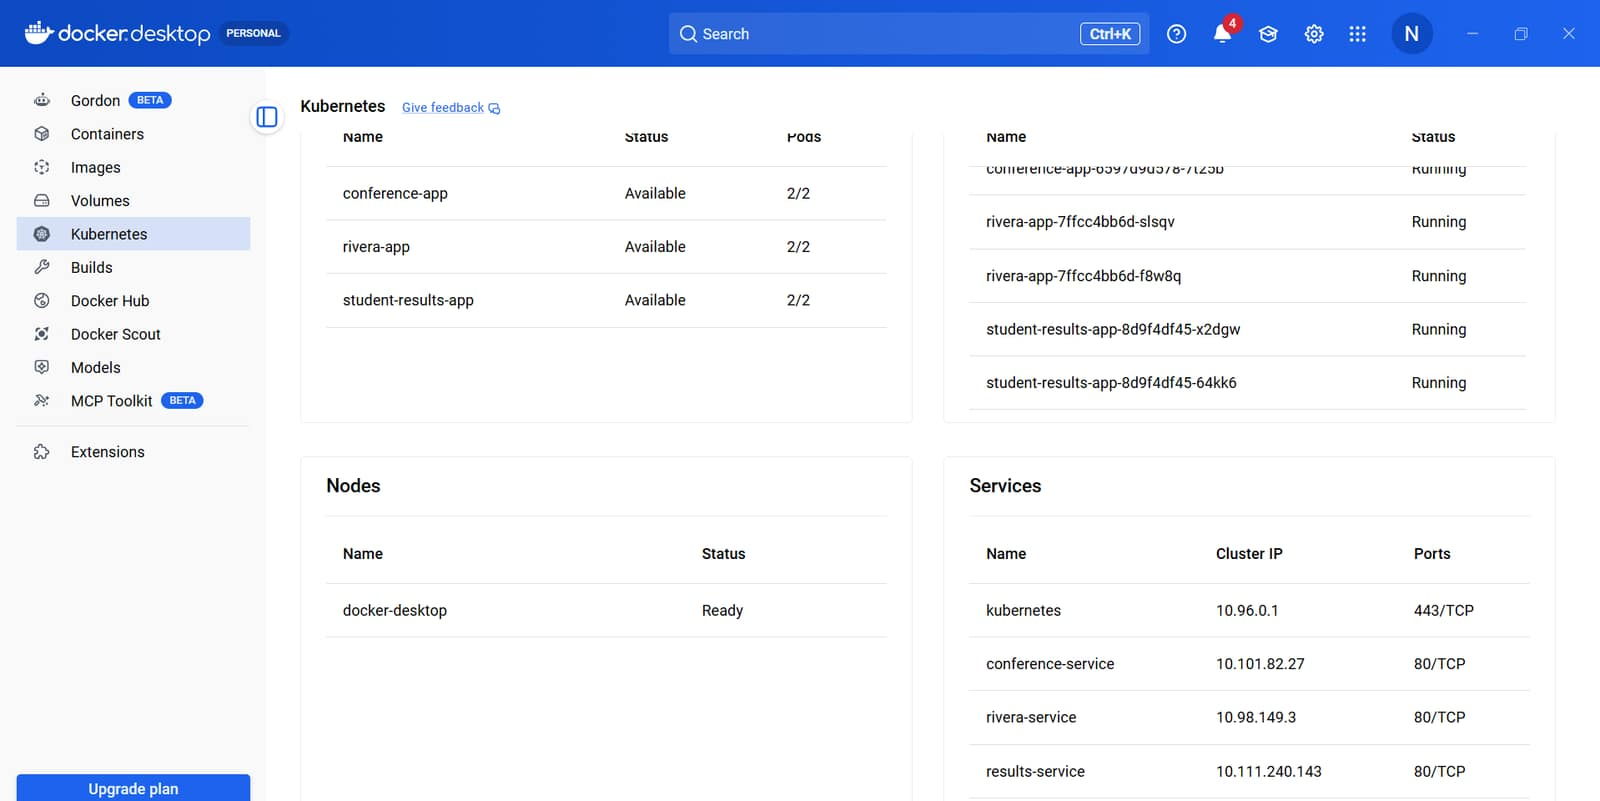 docker.desktop PERSONAL
Search Ctrl+K
4
N
Gordon BETA
Containers
Images
Volumes
Kubernetes
Builds
Docker Hub
Docker Scout
Models
MCP Toolkit BETA
Extensions
Upgrade plan
Kubernetes Give feedback
Name Status Pods
conference-app Available 2/2
rivera-app Available 2/2
student-results-app Available 2/2
Name Status
conference-app-6597d9d578-7t25b Running
rivera-app-7ffcc4bb6d-slsqv Running
rivera-app-7ffcc4bb6d-f8w8q Running
student-results-app-8d9f4df45-x2dgw Running
student-results-app-8d9f4df45-64kk6 Running
Nodes
Name Status
docker-desktop Ready
Services
Name Cluster IP Ports
kubernetes 10.96.0.1 443/TCP
conference-service 10.101.82.27 80/TCP
rivera-service 10.98.149.3 80/TCP
results-service 10.111.240.143 80/TCP